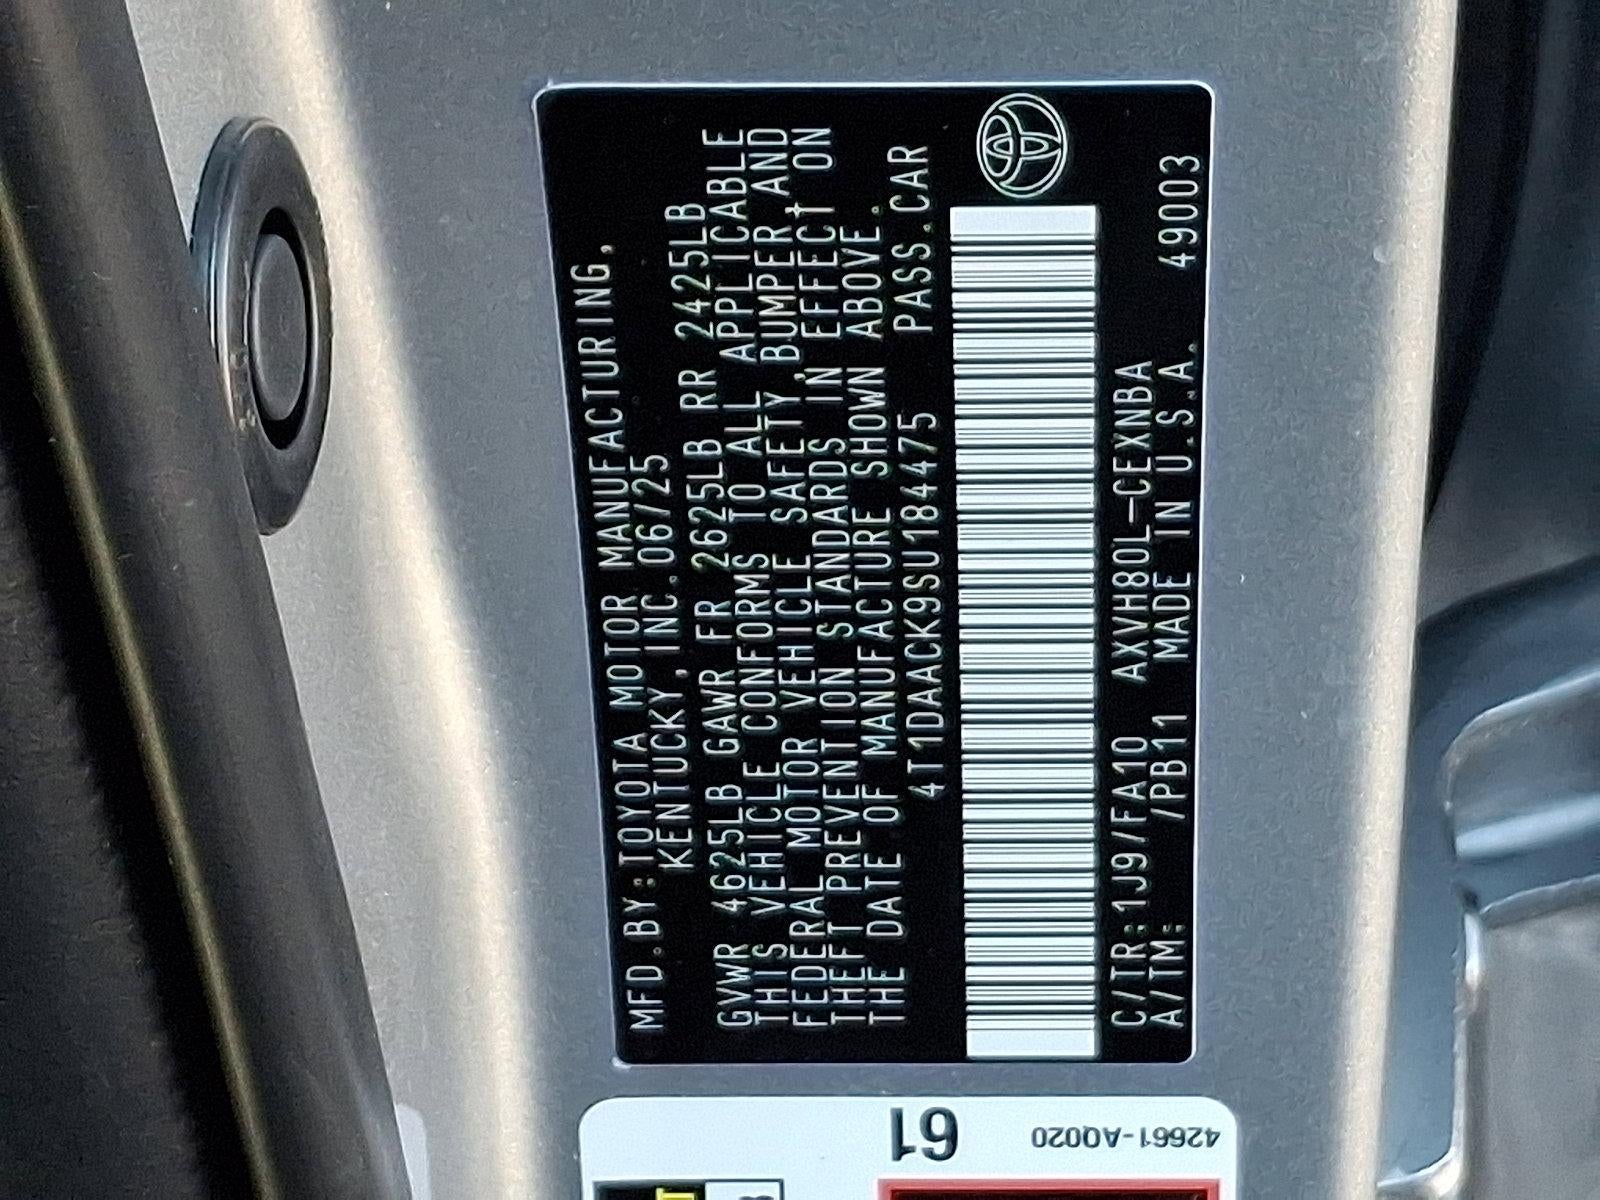 MFD.BY:TOYOTA MOTOR MANUFACTURING,
KENTUCKY,INC.06/25
GVWR 4625LB GAWR FR 2625LB RR 2425LB
THIS VEHICLE CONFORMS TO ALL APPLICABLE
FEDERAL MOTOR VEHICLE SAFETY,BUMPER,AND
THEFT PREVENTION STANDARDS IN EFFECT ON
THE DATE OF MANUFACTURE SHOWN ABOVE.
4T1DAACK9SU184475 PASS.CAR
C/TR:1J9/FA10 AXVH80L-CEXNBA
A/TM: /PB11 MADE IN U.S.A. 49003
61
42661-AQ020